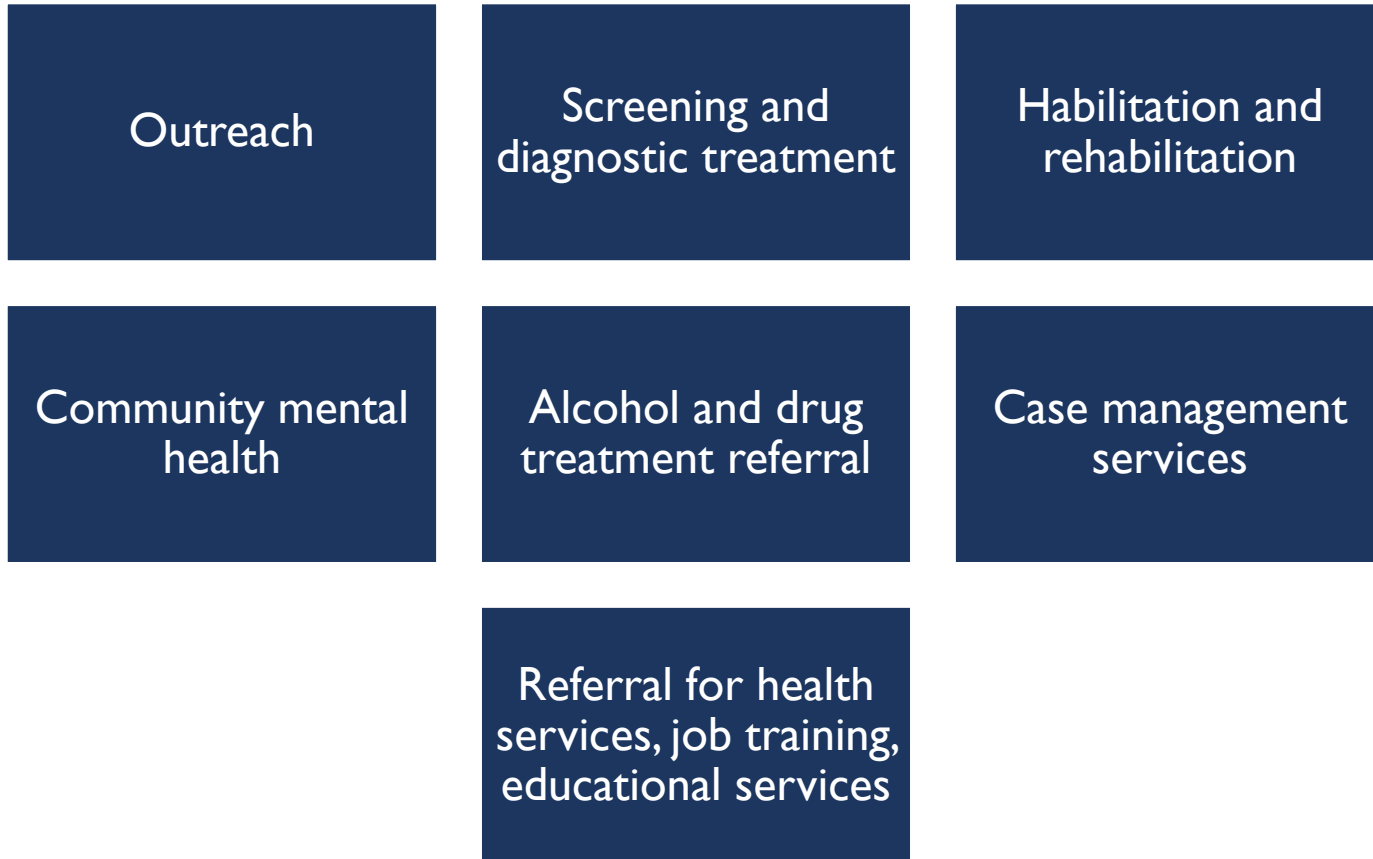 Outreach
Screening and
diagnostic treatment
Habilitation and
rehabilitation
Community mental
health
Alcohol and drug
treatment referral
Case management
services
Referral for health
services, job training,
educational services